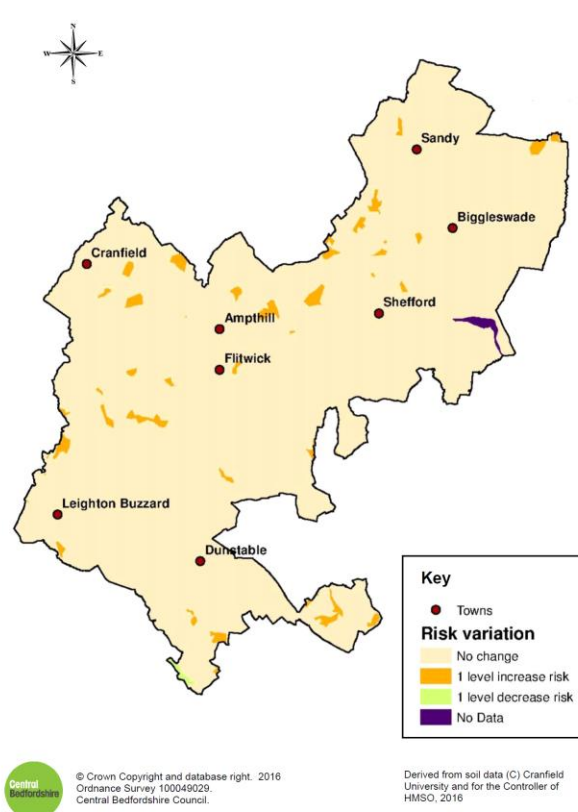 N
W E
S
Sandy
Biggleswade
Cranfield
Shefford
Ampthill
Flitwick
Leighton Buzzard
Dunstable
Key
Towns
Risk variation
No change
1 level increase risk
1 level decrease risk
No Data
Central
Bedfordshire
© Crown Copyright and database right. 2016
Ordnance Survey 100049029.
Central Bedfordshire Council.
Derived from soil data (C) Cranfield
University and for the Controller of
HMSO, 2016